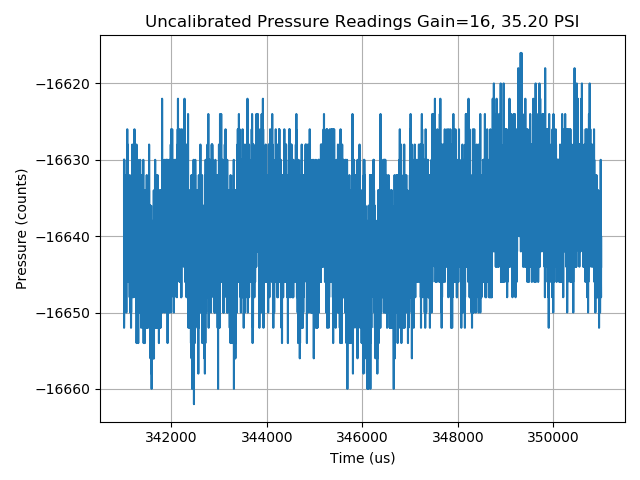 Uncalibrated Pressure Readings Gain=16, 35.20 PSI
−16620
−16630
−16640
−16650
−16660
Pressure (counts)
342000 344000 346000 348000 350000
Time (us)